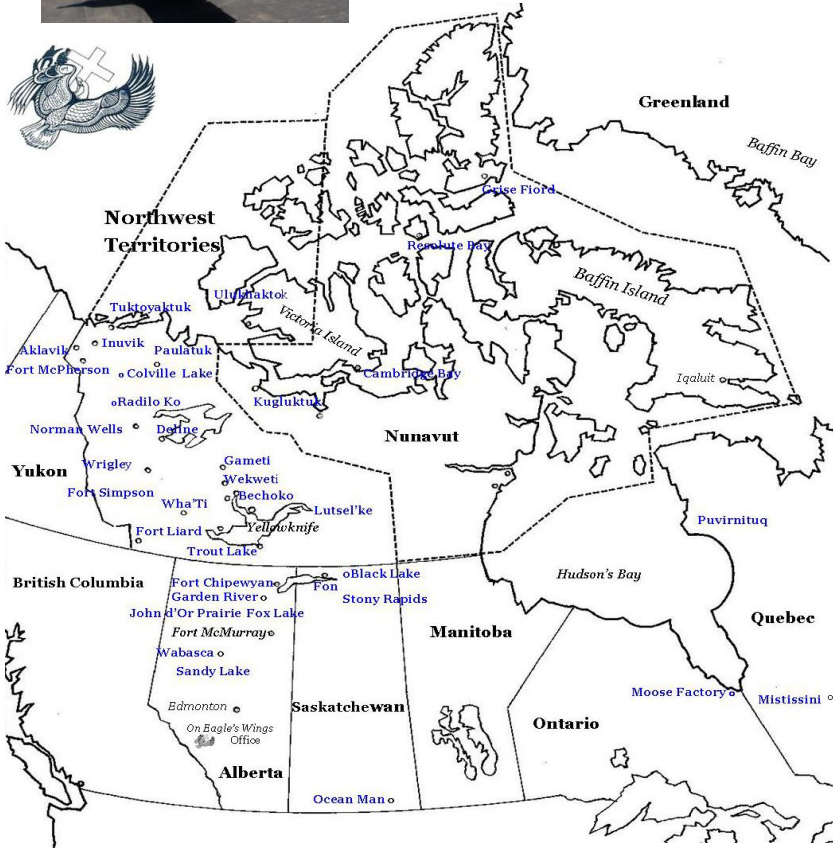 Greenland
Baffin Bay
Grise Fiord
Northwest
Territories
Resolute Bay
Baffin Island
Ulukhaktok
Tuktoyaktuk
Victoria Island
Inuvik
Aklavik
Paulatuk
Fort McPherson
Colville Lake
Cambridge Bay
Iqaluit
Radilo Ko
Kugluktuk
Norman Wells
Deline
Nunavut
Yukon
Wrigley
Gameti
Wekweti
Fort Simpson
Bechoko
Wha'Ti
Lutsel'ke
Yellowknife
Fort Liard
Trout Lake
Puvirnituq
British Columbia
Fort Chipewyan
Fon
oBlack Lake
Hudson's Bay
Garden River
Stony Rapids
John d'Or Prairie Fox Lake
Quebec
Fort McMurray
Manitoba
Wabasca
Sandy Lake
Moose Factory
Mistissini
Edmonton
Saskatchewan
Ontario
On Eagle's Wings
Office
Alberta
Ocean Man